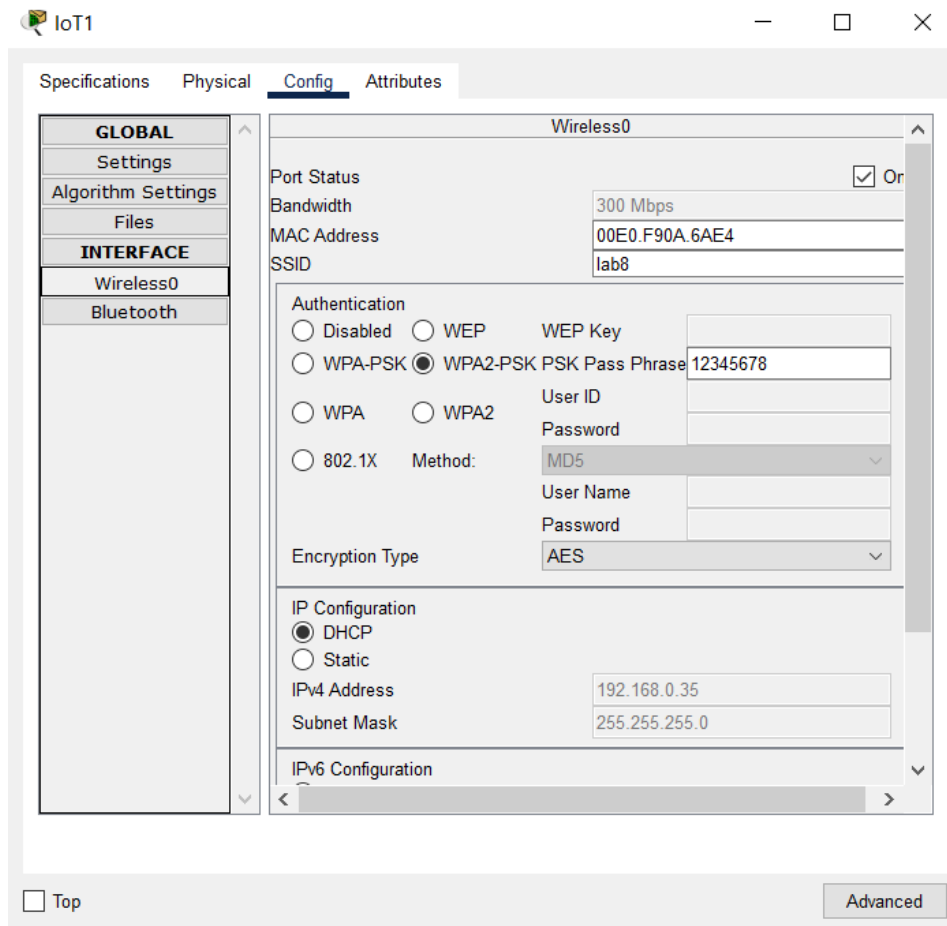 IoT1
Specifications Physical Config Attributes
GLOBAL
Settings
Algorithm Settings
Files
INTERFACE
Wireless0
Bluetooth
Wireless0
Port Status On
Bandwidth 300 Mbps
MAC Address 00E0.F90A.6AE4
SSID lab8
Authentication
Disabled WEP WEP Key
WPA-PSK WPA2-PSK PSK Pass Phrase 12345678
User ID
WPA WPA2
Password
802.1X Method: MD5
User Name
Password
Encryption Type AES
IP Configuration
DHCP
Static
IPv4 Address 192.168.0.35
Subnet Mask 255.255.255.0
IPv6 Configuration
Top Advanced